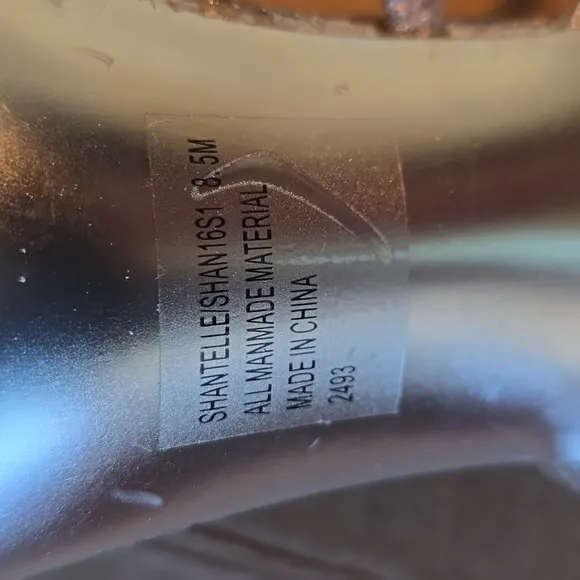 SHANTELLE/SHAN16S1 8.5M
ALL MANMADE MATERIAL
MADE IN CHINA
2493